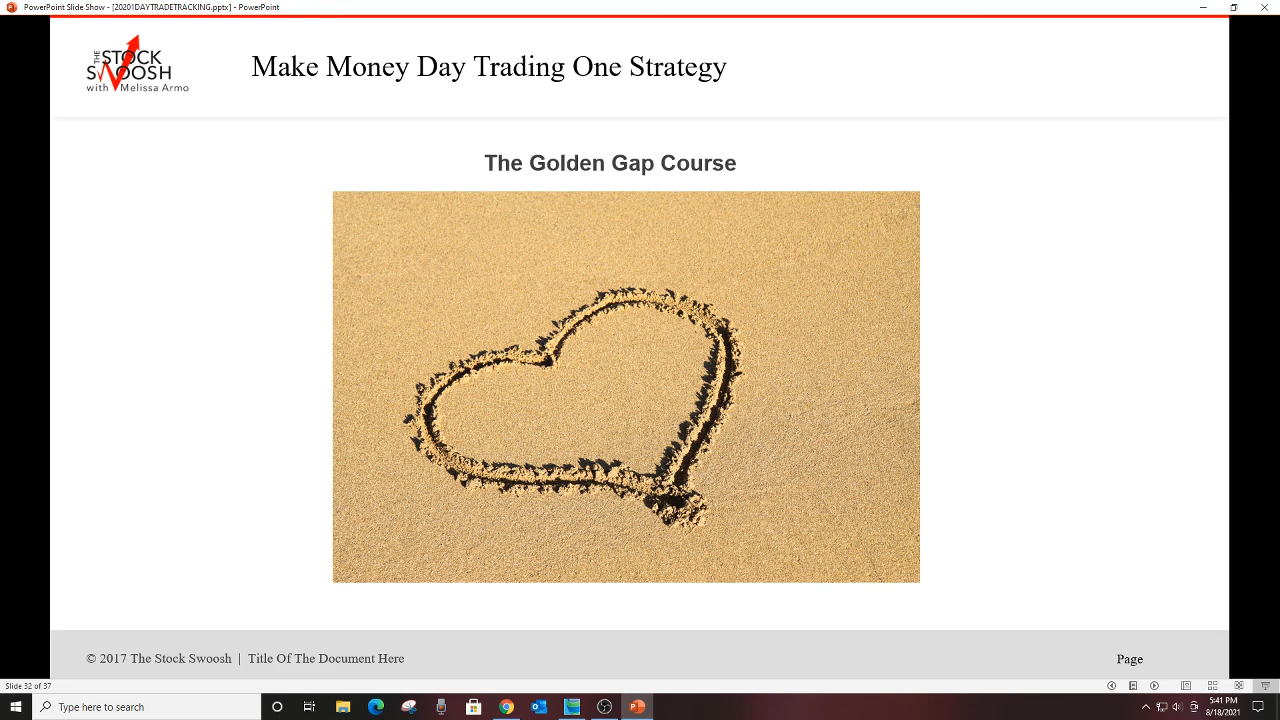 PowerPoint Slide Show - [20201DAYTRADETRACKING.pptx] - PowerPoint
THE STOCK
SWOOSH
with Melissa Armo
Make Money Day Trading One Strategy
The Golden Gap Course
© 2017 The Stock Swoosh | Title Of The Document Here
Page
Slide 32 of 37
Type here to search
5:41 PM
8/18/2021